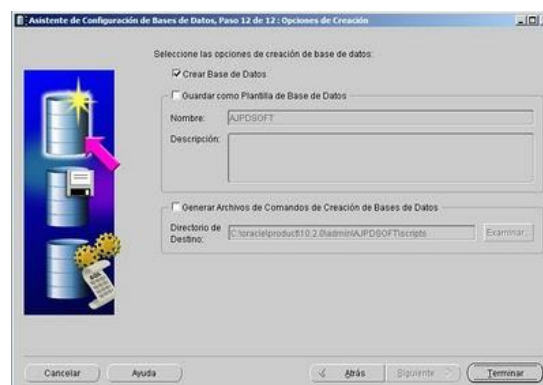 Asistente de Configuración de Bases de Datos, Paso 12 de 12 : Opciones de Creación
Seleccione las opciones de creación de base de datos:
Crear Base de Datos
Guardar como Plantilla de Base de Datos
Nombre: AJPDSOFT
Descripción:
Generar Archivos de Comandos de Creación de Bases de Datos
Directorio de Destino: C:\oracle\product\10.2.0\admin\AJPDSOFT\scripts Examinar...
SQL
Cancelar Ayuda Atrás Siguiente Terminar